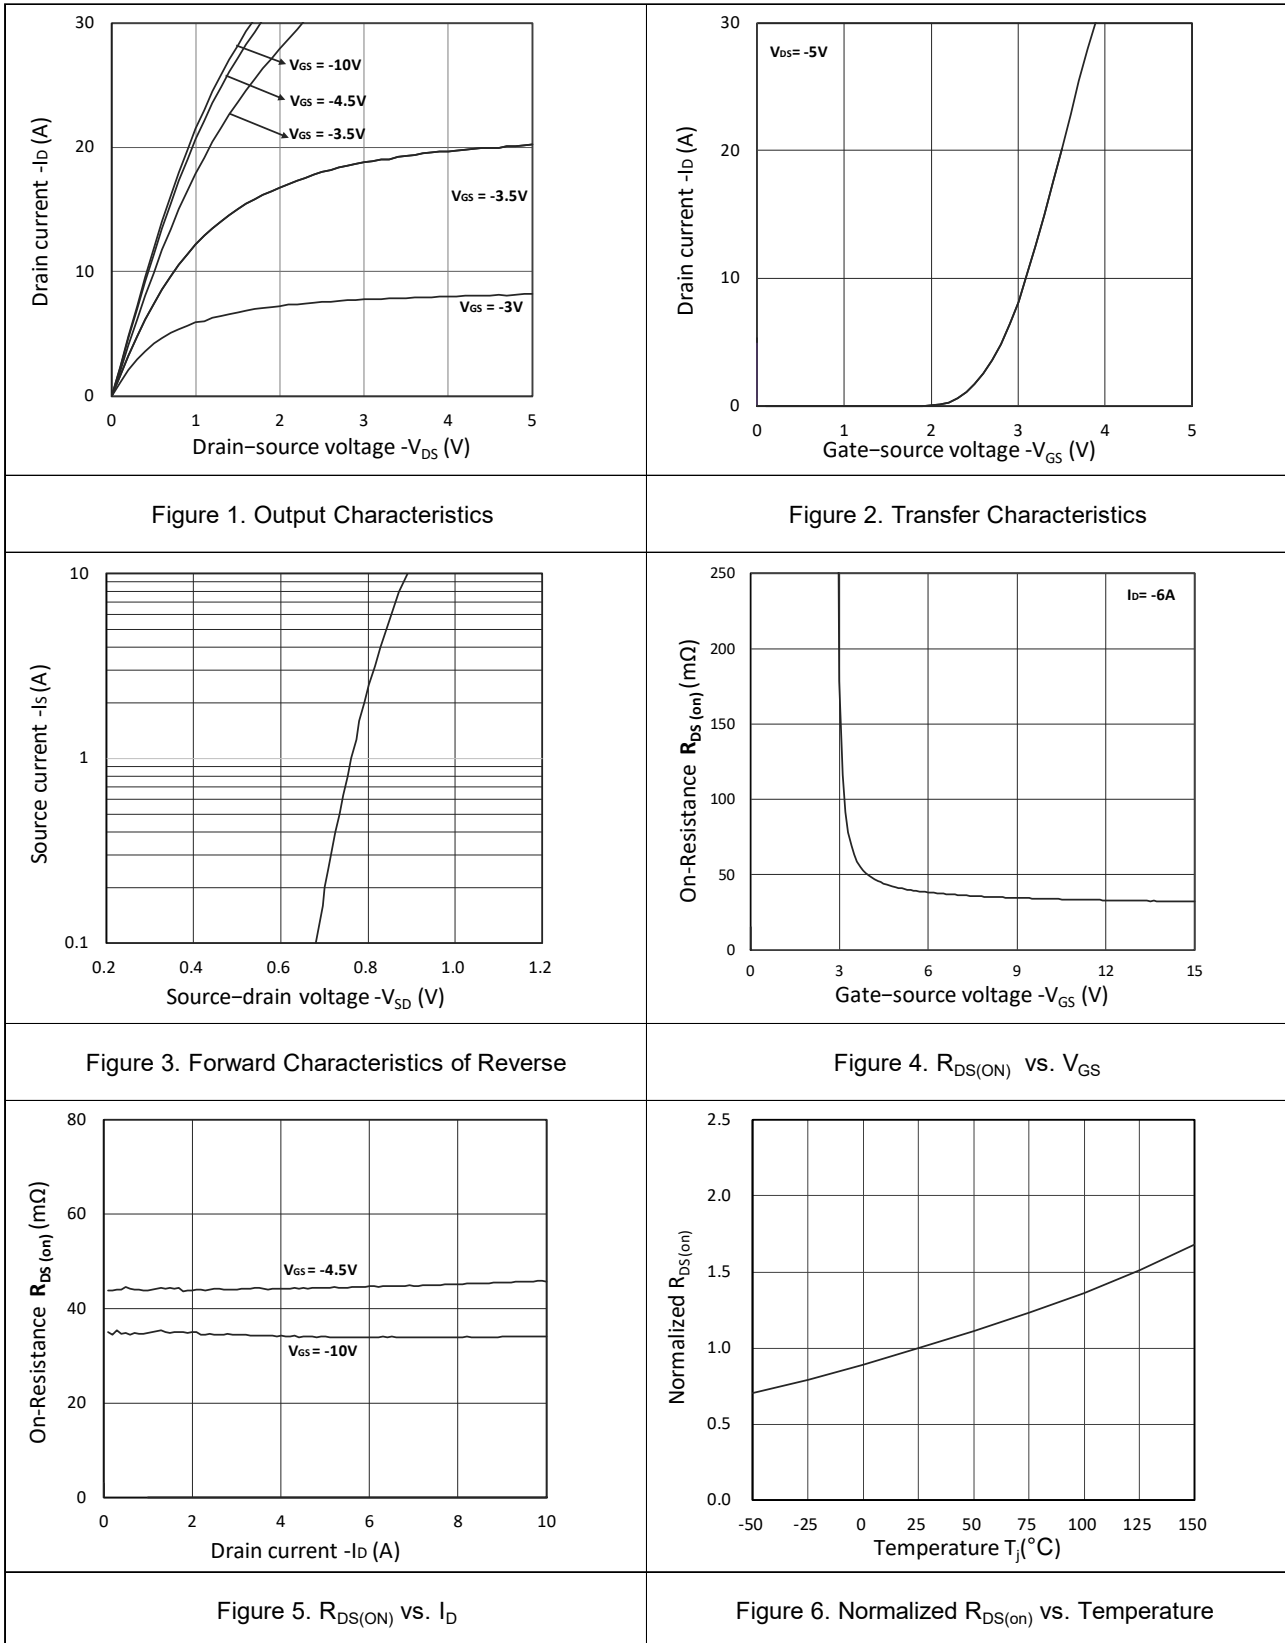 30
20
10
0
Drain current -ID (A)
VGS = -10V
VGS = -4.5V
VGS = -3.5V
VGS = -3.5V
VGS = -3V
0 1 2 3 4 5
Drain−source voltage -VDS (V)
Figure 1. Output Characteristics
30
20
10
0
Drain current -ID (A)
VDS= -5V
0 1 2 3 4 5
Gate−source voltage -VGS (V)
Figure 2. Transfer Characteristics
10
1
0.1
Source current -IS (A)
0.2 0.4 0.6 0.8 1.0 1.2
Source−drain voltage -VSD (V)
Figure 3. Forward Characteristics of Reverse
250
200
150
100
50
0
On-Resistance RDS (on) (mΩ)
ID= -6A
0 3 6 9 12 15
Gate−source voltage -VGS (V)
Figure 4. RDS(ON) vs. VGS
80
60
40
20
0
On-Resistance RDS (on) (mΩ)
VGS = -4.5V
VGS = -10V
0 2 4 6 8 10
Drain current -ID (A)
Figure 5. RDS(ON) vs. ID
2.5
2.0
1.5
1.0
0.5
0.0
Normalized RDS(on)
-50 -25 0 25 50 75 100 125 150
Temperature Tj(°C)
Figure 6. Normalized RDS(on) vs. Temperature